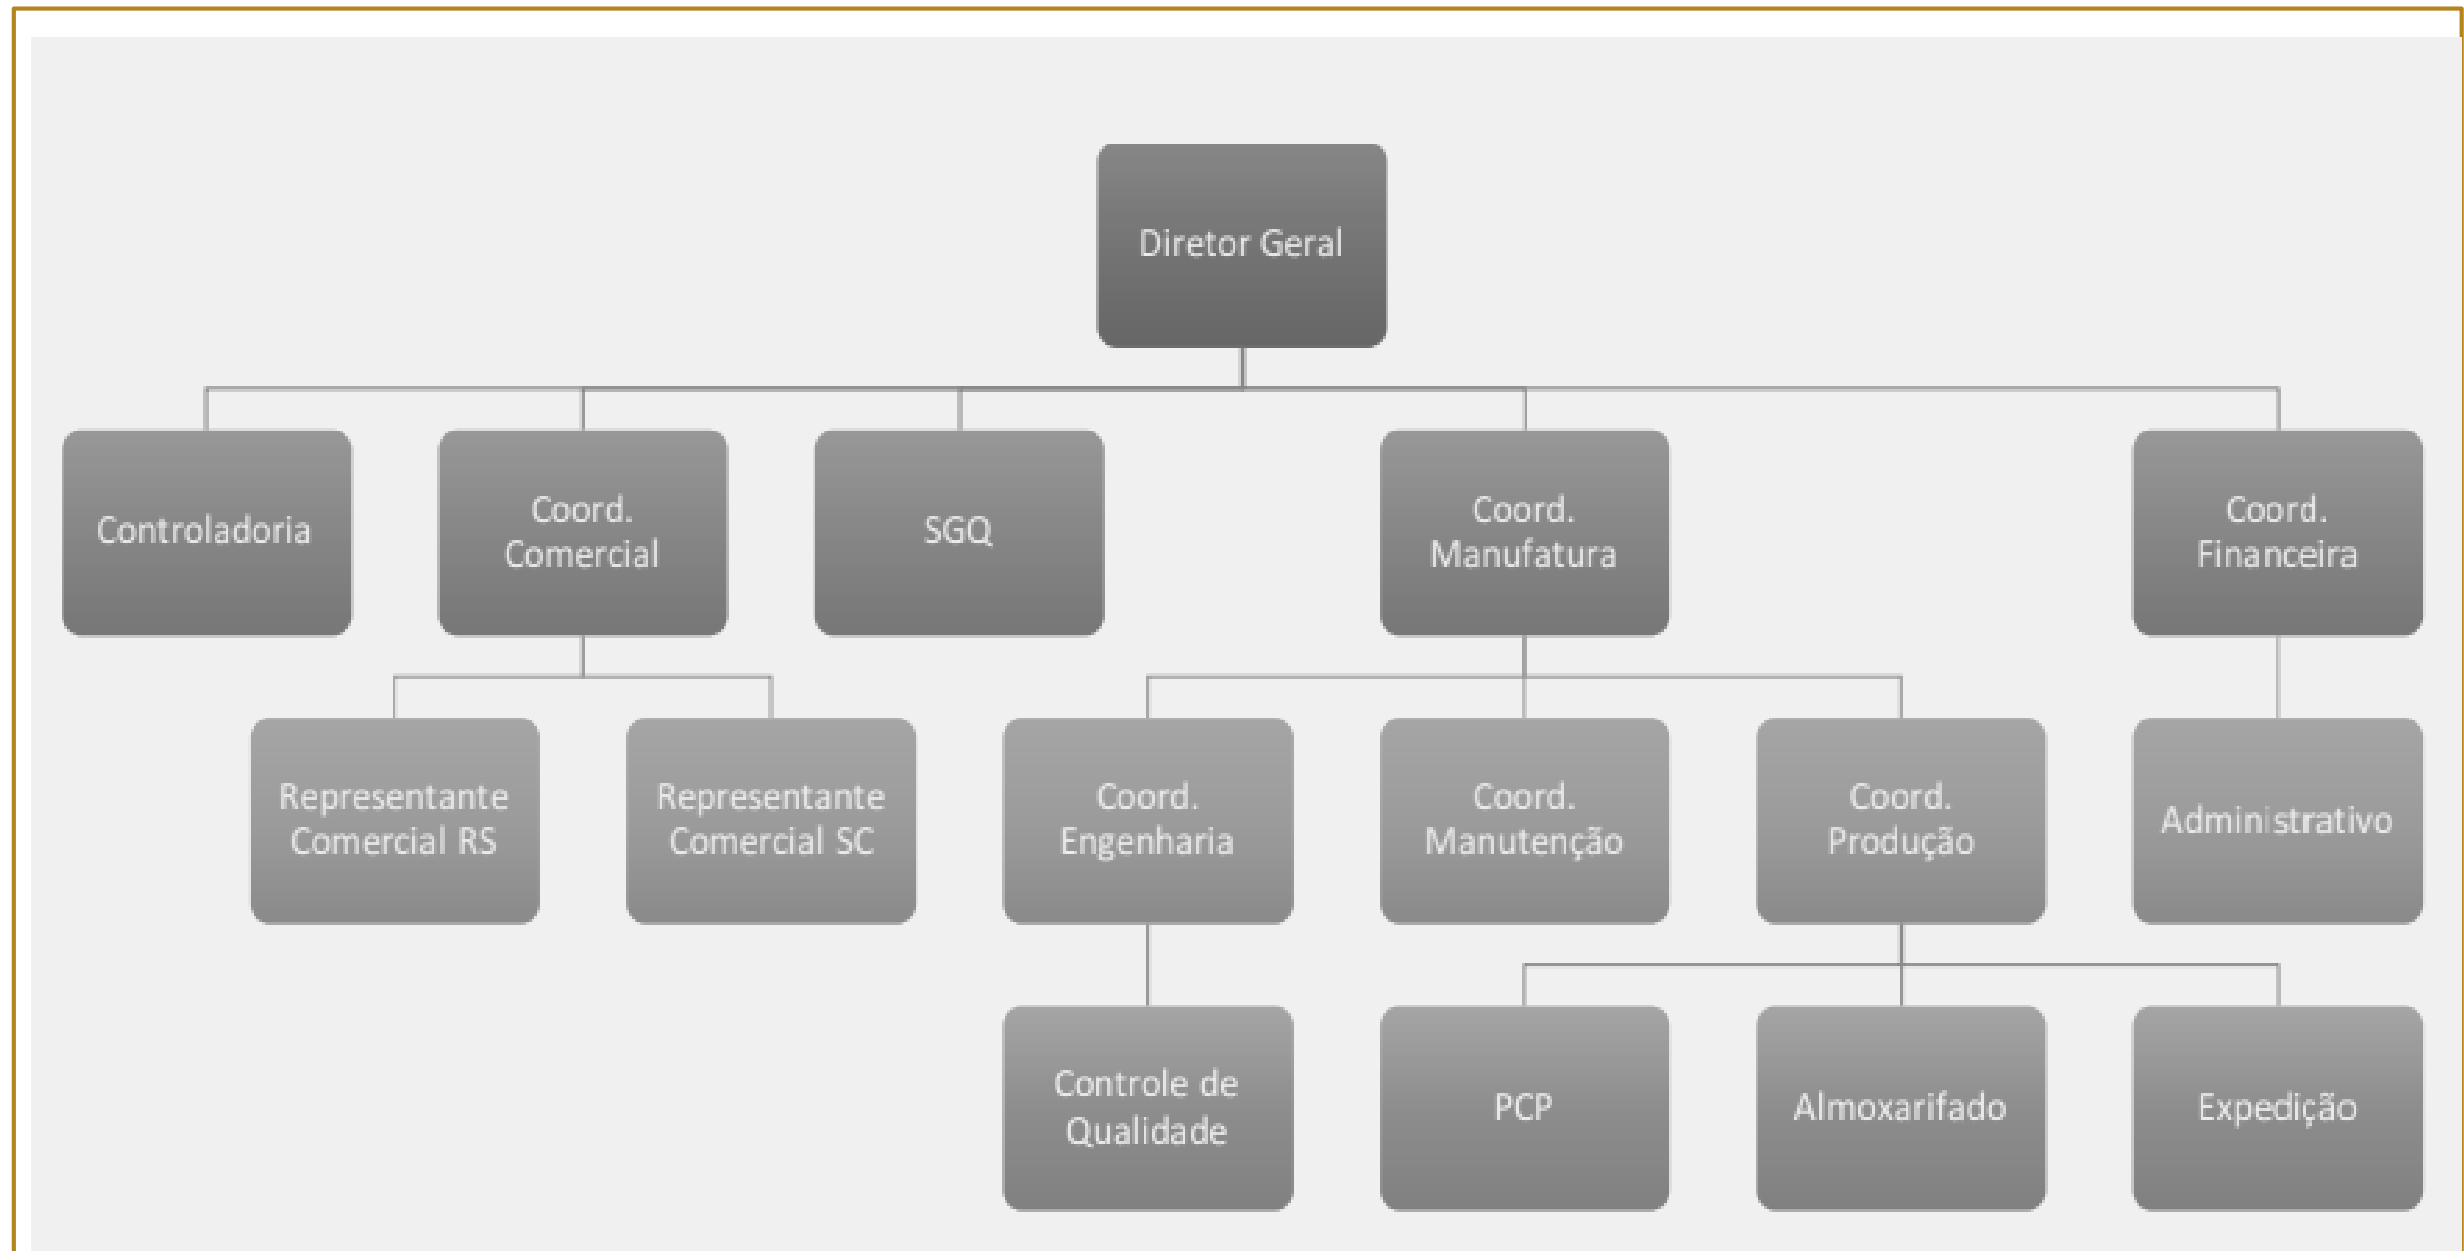 Diretor Geral
Controladoria
Coord.
Comercial
SGQ
Coord.
Manufatura
Coord.
Financeira
Representante
Comercial RS
Representante
Comercial SC
Coord.
Engenharia
Coord.
Manutenção
Coord.
Produção
Administrativo
Controle de
Qualidade
PCP
Almoxarifado
Expedição